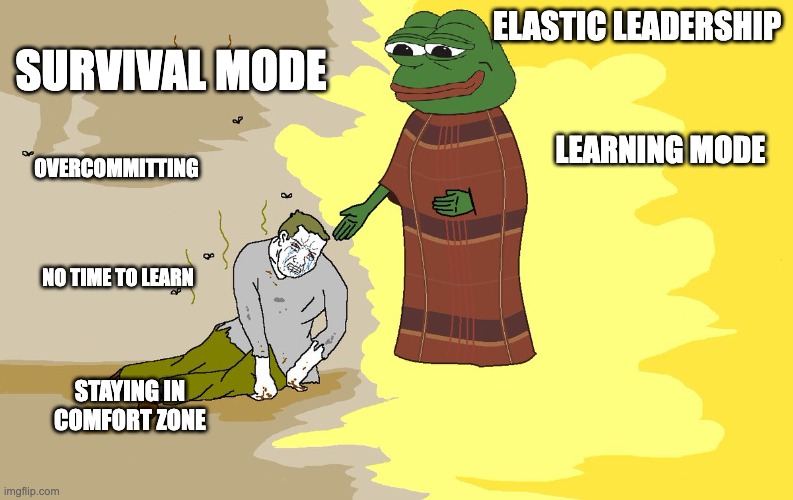 ELASTIC LEADERSHIP
SURVIVAL MODE
LEARNING MODE
OVERCOMMITTING
NO TIME TO LEARN
STAYING IN
COMFORT ZONE
imgflip.com